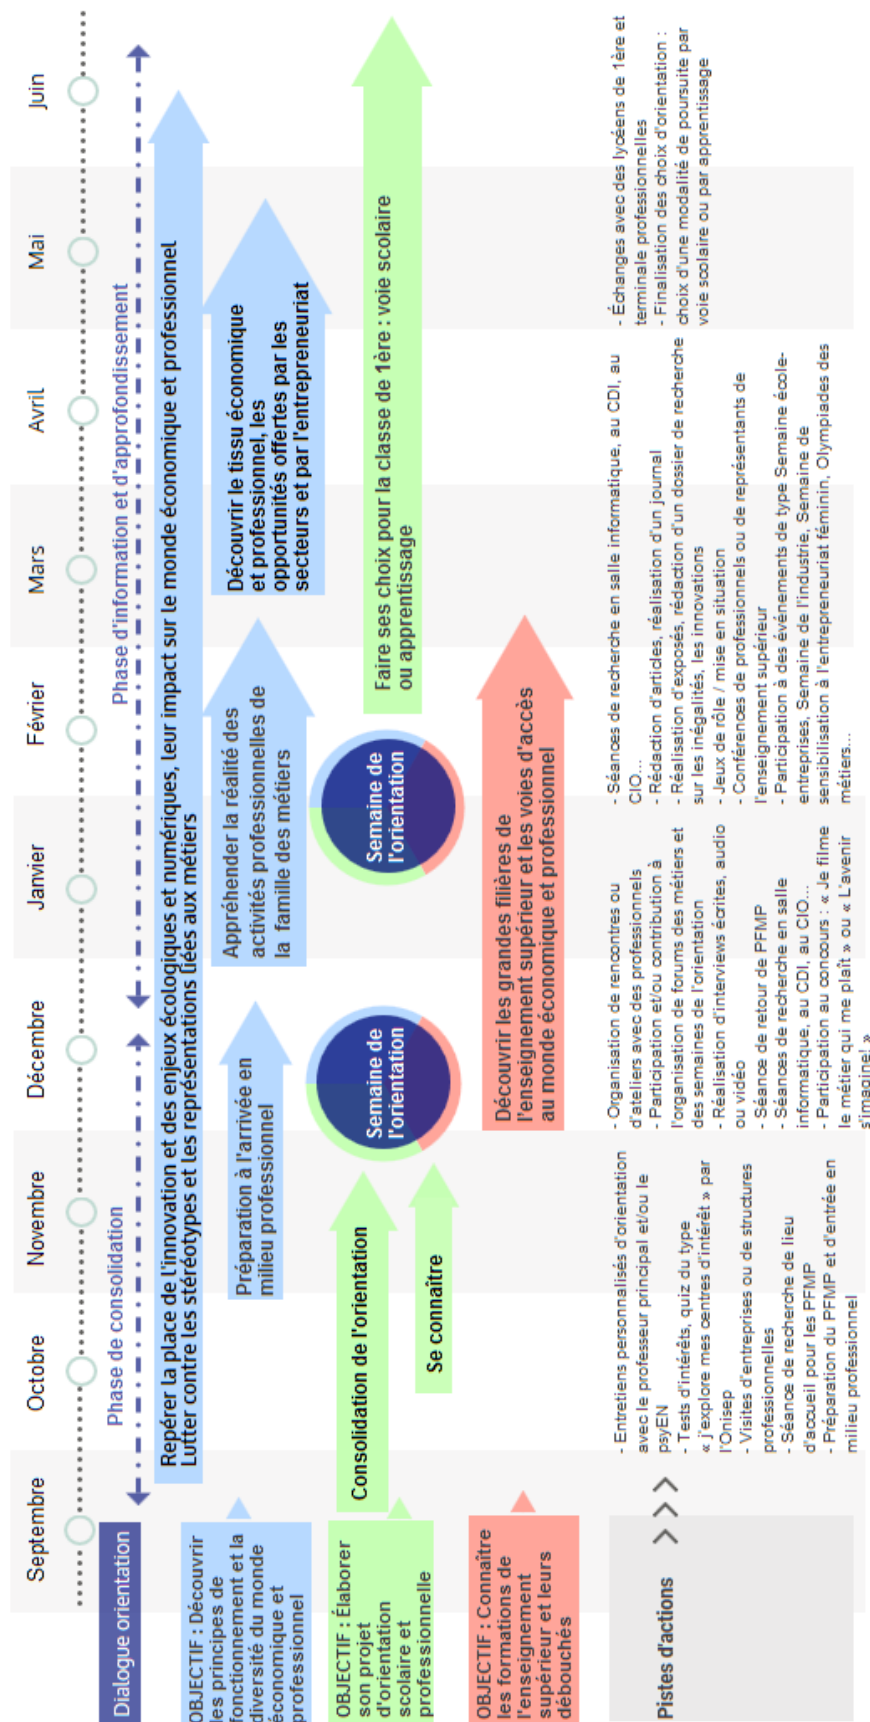 Septembre
Octobre
Novembre
Décembre
Janvier
Février
Mars
Avril
Mai
Juin
Dialogue orientation
Phase de consolidation
Phase d'information et d'approfondissement
OBJECTIF : Découvrir
les principes de
fonctionnement et la
diversité du monde
économique et
professionnel
Repérer la place de l'innovation et des enjeux écologiques et numériques, leur impact sur le monde économique et professionnel
Lutter contre les stéréotypes et les représentations liées aux métiers
Préparation à l'arrivée en
milieu professionnel
Appréhender la réalité des
activités professionnelles de
la famille des métiers
Découvrir le tissu économique
et professionnel, les
opportunités offertes par les
secteurs et par l'entrepreneuriat
OBJECTIF : Élaborer
son projet
d'orientation
scolaire et
professionnelle
Consolidation de l'orientation
Se connaître
Semaine de
l'orientation
Semaine de
l'orientation
Faire ses choix pour la classe de 1ère : voie scolaire
ou apprentissage
OBJECTIF : Connaître
les formations de
l'enseignement
supérieur et leurs
débouchés
Découvrir les grandes filières de
l'enseignement supérieur et les voies d'accès
au monde économique et professionnel
Pistes d'actions
- Entretiens personnalisés d'orientation
avec le professeur principal et/ou le
psyEN
- Tests d'intérêts, quiz du type
« j'explore mes centres d'intérêt » par
l'Onisep
- Visites d'entreprises ou de structures
professionnelles
- Séance de recherche de lieu
d'accueil pour les PFMP
- Préparation du PFMP et d'entrée en
milieu professionnel
- Organisation de rencontres ou
d'ateliers avec des professionnels
- Participation et/ou contribution à
l'organisation de forums des métiers et
des semaines de l'orientation
- Réalisation d'interviews écrites, audio
ou vidéo
- Séance de retour de PFMP
- Séances de recherche en salle
informatique, au CDI, au CIO...
- Participation au concours : « Je filme
le métier qui me plaît » ou « L'avenir
s'imagine! »
- Séances de recherche en salle informatique, au CDI, au
CIO...
- Rédaction d'articles, réalisation d'un journal
- Réalisation d'exposés, rédaction d'un dossier de recherche
sur les inégalités, les innovations
- Jeux de rôle / mise en situation
- Conférences de professionnels ou de représentants de
l'enseignement supérieur
- Participation à des événements de type Semaine école-
entreprises, Semaine de l'industrie, Semaine de
sensibilisation à l'entrepreneuriat féminin, Olympiades des
métiers...
- Échanges avec des lycéens de 1ère et
terminale professionnelles
- Finalisation des choix d'orientation :
choix d'une modalité de poursuite par
voie scolaire ou par apprentissage